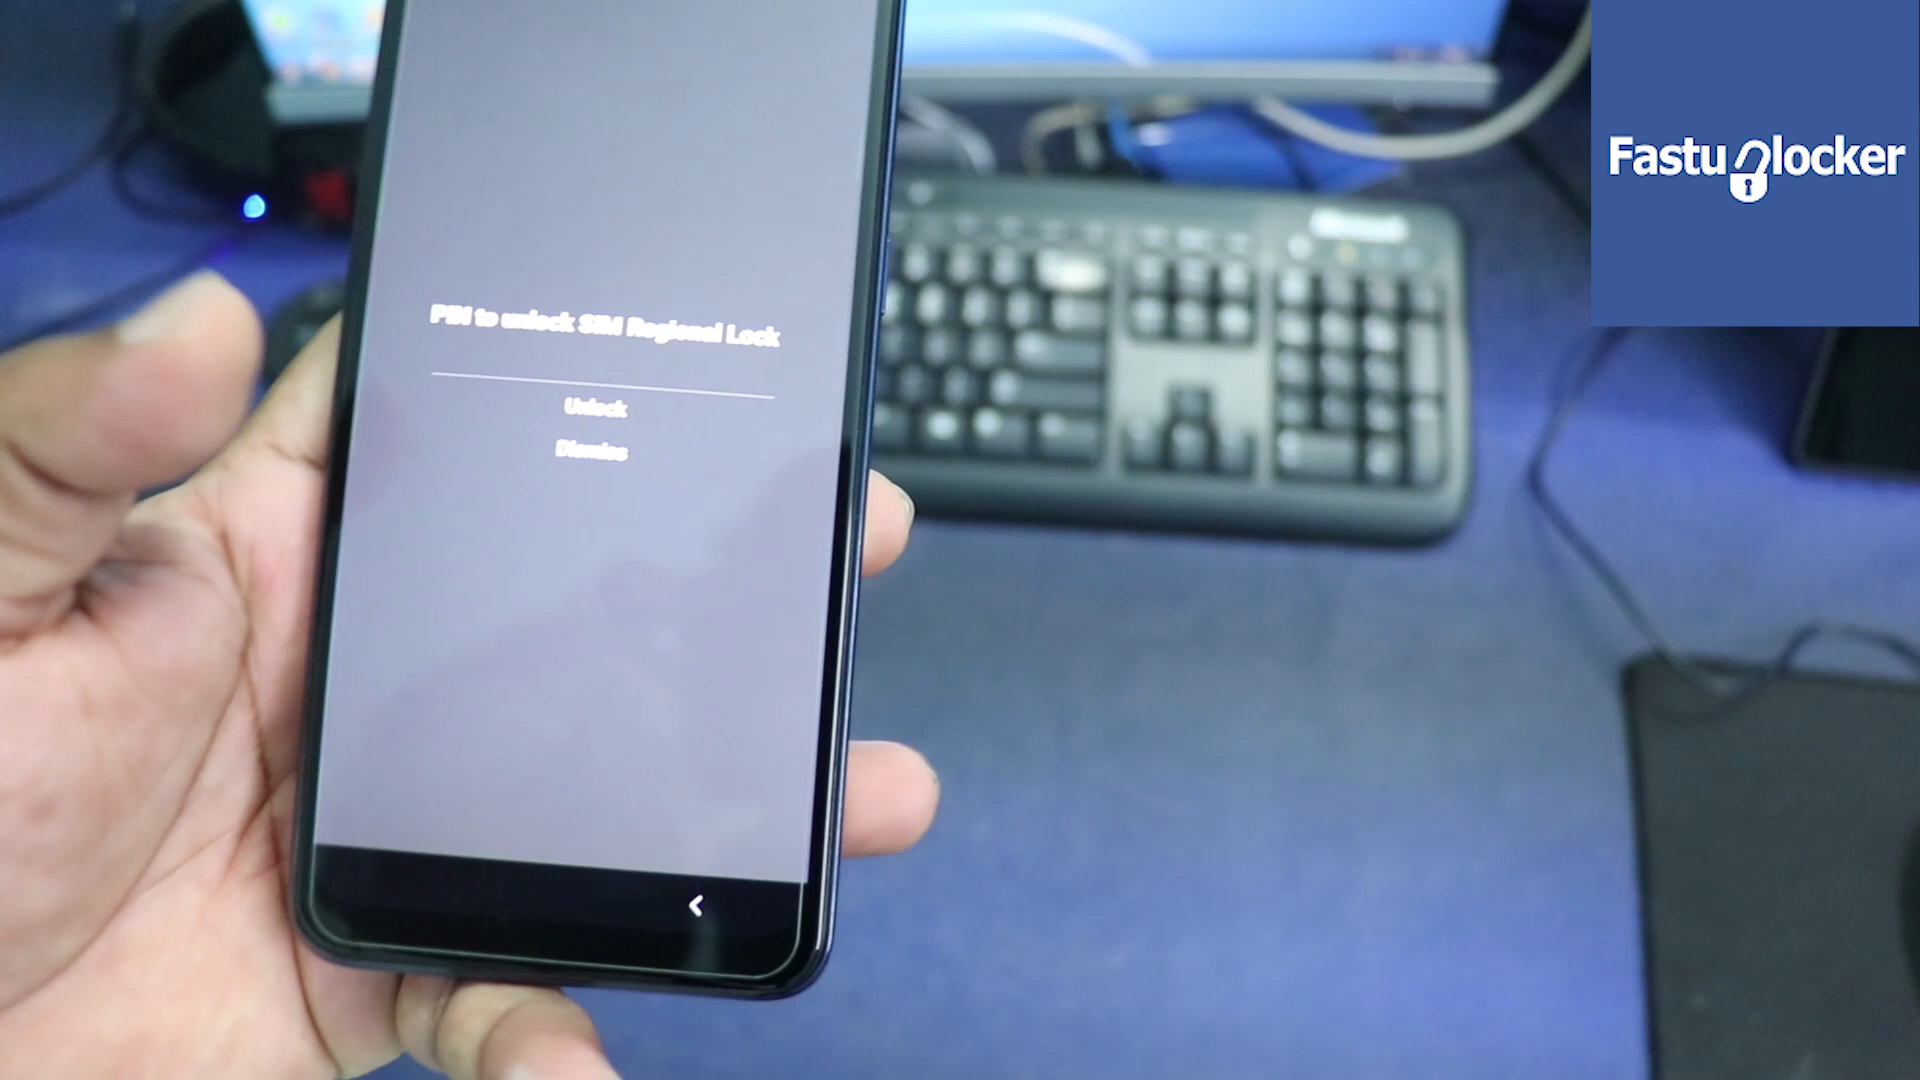 Fastunlocker
PIN to unlock SIM Regional Lock
Unlock
Dismiss